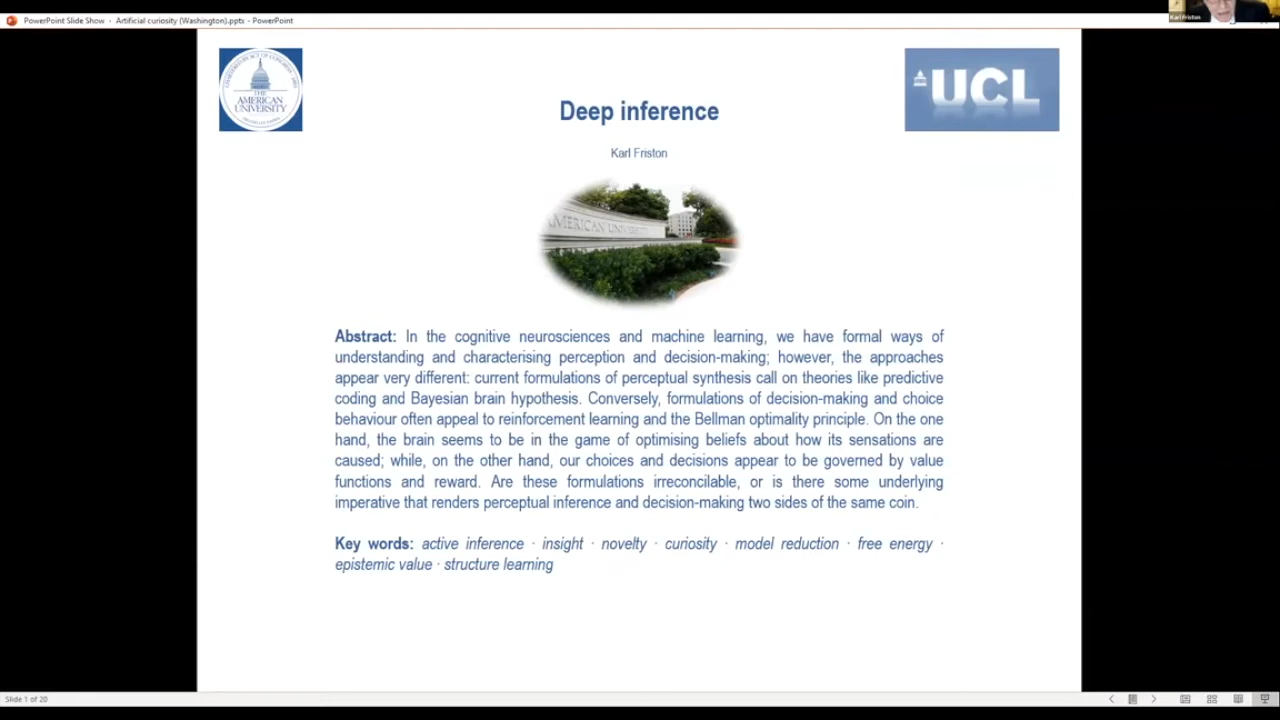 PowerPoint Slide Show - Artificial curiosity (Washington).pptx - PowerPoint
Karl Friston
THE
AMERICAN
UNIVERSITY
UCL
Deep inference
Karl Friston
AMERICAN UNIVERSITY
Abstract: In the cognitive neurosciences and machine learning, we have formal ways of
understanding and characterising perception and decision-making; however, the approaches
appear very different: current formulations of perceptual synthesis call on theories like predictive
coding and Bayesian brain hypothesis. Conversely, formulations of decision-making and choice
behaviour often appeal to reinforcement learning and the Bellman optimality principle. On the one
hand, the brain seems to be in the game of optimising beliefs about how its sensations are
caused; while, on the other hand, our choices and decisions appear to be governed by value
functions and reward. Are these formulations irreconcilable, or is there some underlying
imperative that renders perceptual inference and decision-making two sides of the same coin.
Key words: active inference · insight · novelty · curiosity · model reduction · free energy ·
epistemic value · structure learning
Slide 1 of 20